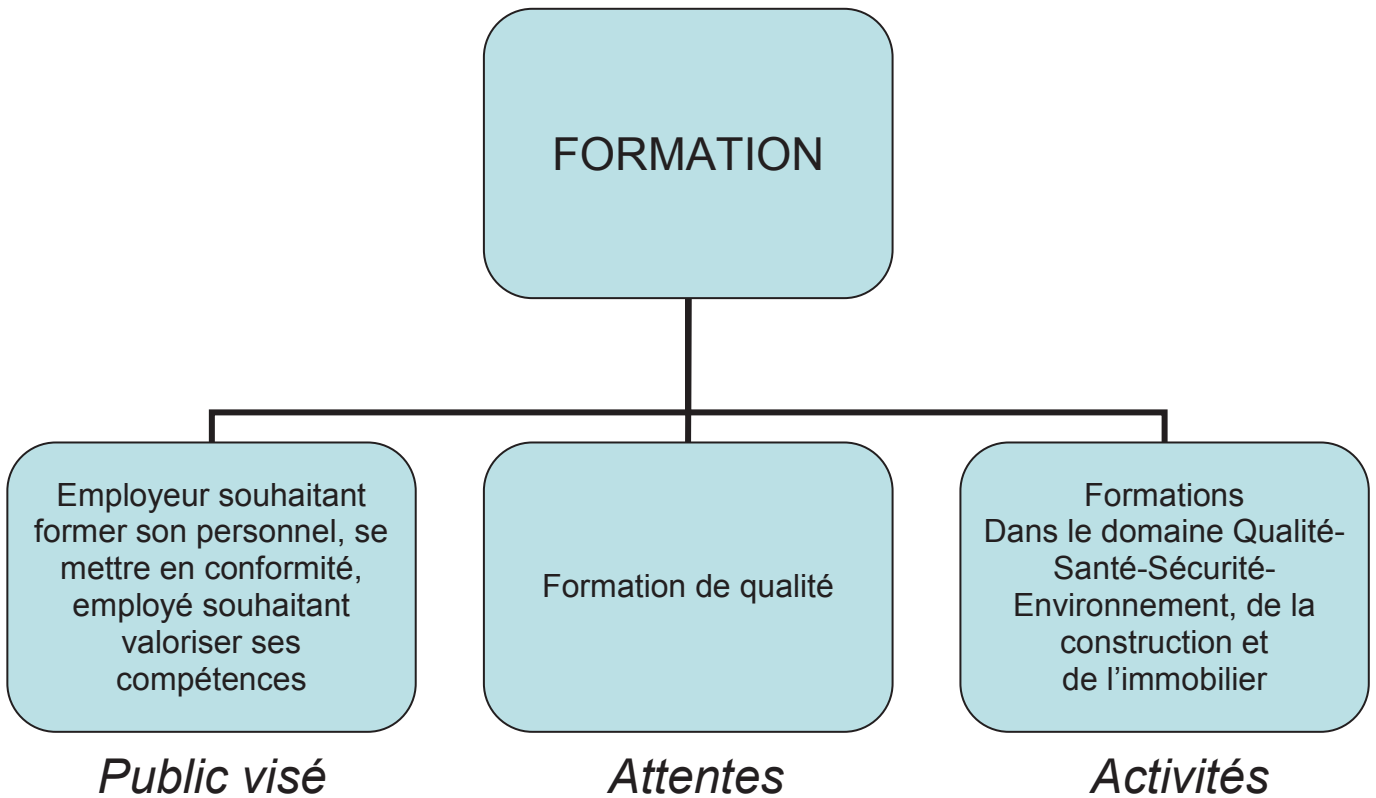 FORMATION
Employeur souhaitant
former son personnel, se
mettre en conformité,
employé souhaitant
valoriser ses
compétences
Formation de qualité
Formations
Dans le domaine Qualité-
Santé-Sécurité-
Environnement, de la
construction et
de l’immobilier
Public visé
Attentes
Activités